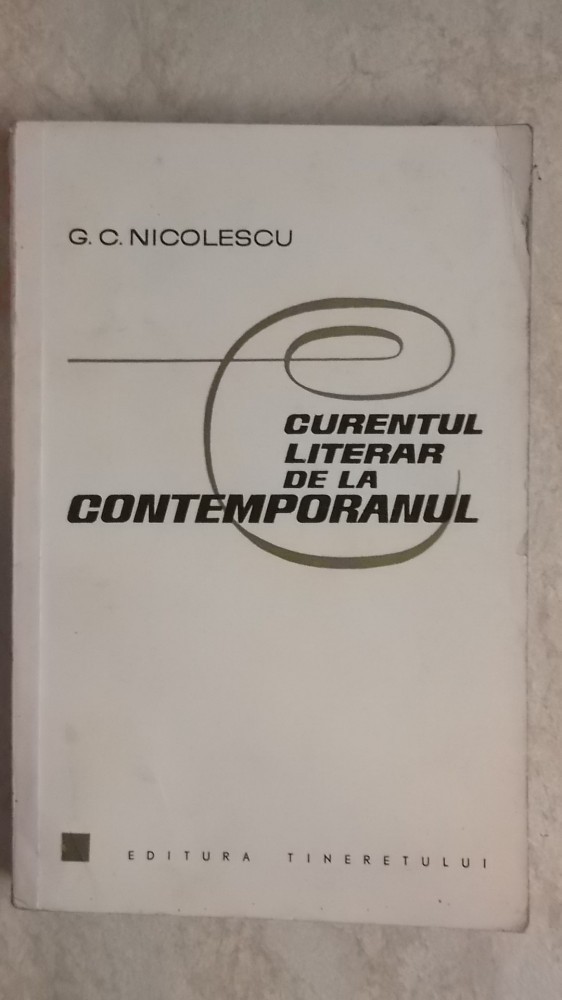 G. C. NICOLESCU
CURENTUL
LITERAR
DE LA
CONTEMPORANUL
EDITURA TINERETULUI